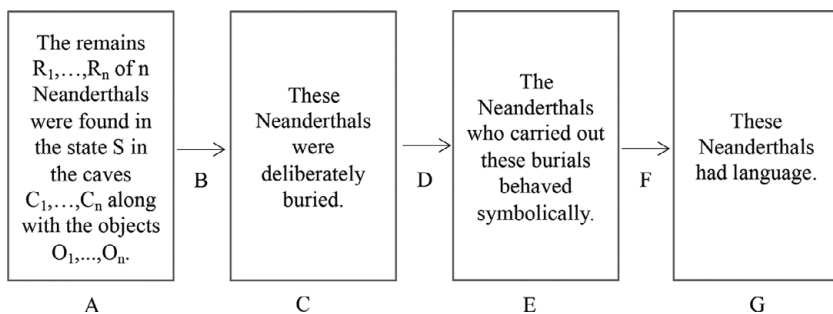 The remains
R₁,…,Rₙ of n
Neanderthals
were found in
the state S in
the caves
C₁,…,Cₙ along
with the objects
O₁,...,Oₙ.
B
These
Neanderthals
were
deliberately
buried.
D
The
Neanderthals
who carried out
these burials
behaved
symbolically.
F
These
Neanderthals
had language.
A
C
E
G